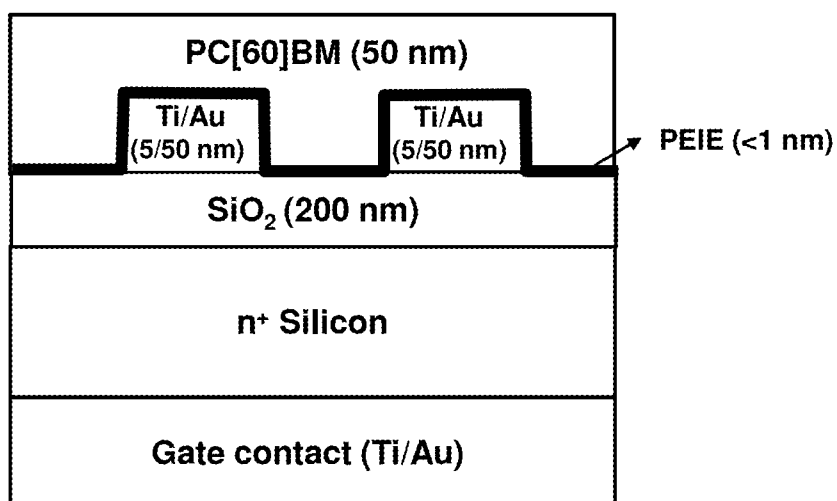 PC[60]BM (50 nm)
Ti/Au
(5/50 nm)
Ti/Au
(5/50 nm)
PEIE (<1 nm)
SiO₂ (200 nm)
n⁺ Silicon
Gate contact (Ti/Au)